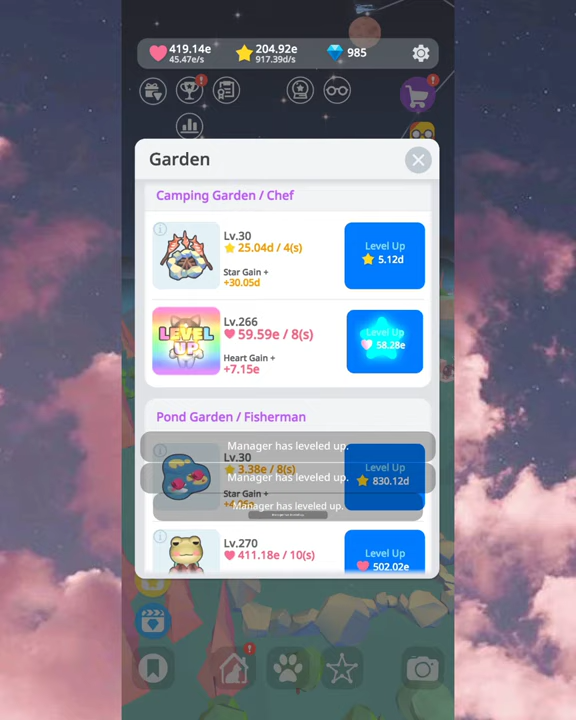 419.14e
45.47e/s
204.92e
917.39d/s
985
Garden
Camping Garden / Chef
Lv.30
25.04d / 4(s)
Star Gain +
+30.05d
Level Up
5.12d
LEVEL UP
Lv.266
59.59e / 8(s)
Heart Gain +
+7.15e
Level Up
58.28e
Pond Garden / Fisherman
Manager has leveled up.
Lv.30
3.38e / 8(s)
Star Gain +
Level Up
830.12d
Manager has leveled up.
Manager has leveled up.
Lv.270
411.18e / 10(s)
Level Up
502.02e